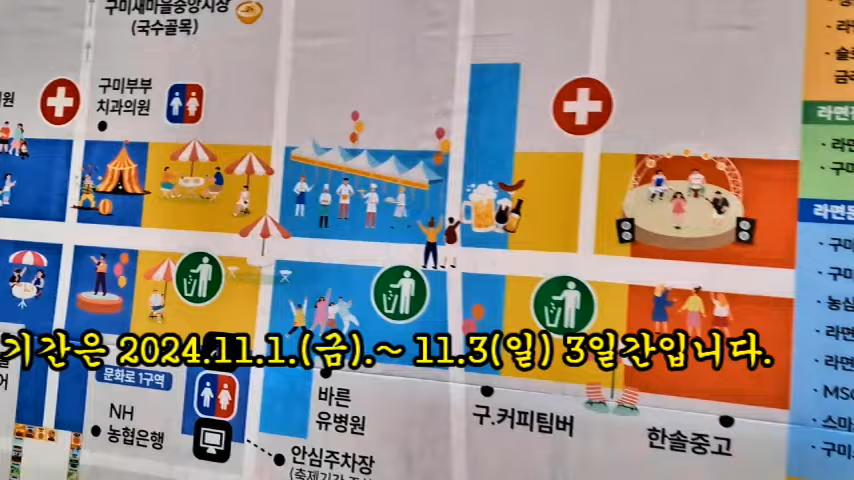 구미새마을중앙시장
(국수골목)
구미부부
치과의원
라면
기간은 2024.11.1.(금).~ 11.3(일) 3일간입니다.
문화로 1구역
NH
농협은행
바른
유병원
안심주차장
구.커피팀버
한솔중고
· 라
· 구미
· 구미
· 구미
농심
· 라면
· 라면
MSG
· 스마
· 구미